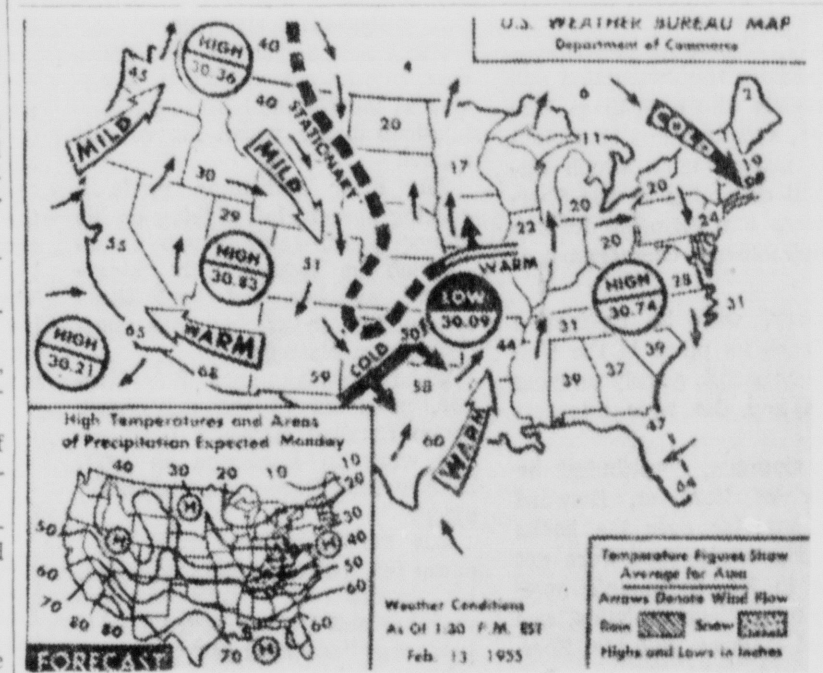 U.S. WEATHER BUREAU MAP
Department of Commerce
HIGH
30.36
40
45
MILD
40
STATIONARY
4
0
2
COLD
20
11
19
MILD
30
17
20
20
24
29
22
20
55
51
WARM
28
HIGH
30.83
LOW
30.09
HIGH
30.74
31
WARM
65
68
HIGH
30.21
COLD
50
44
31
39
59
58
39
37
60
WARM
47
64
High Temperatures and Areas
of Precipitation Expected Monday
40 30 20 10 10
20
H
30
50
H
H
40
50
60
60
70
80
80
60
70
H
FORECAST
Weather Conditions
As Of 1:30 P.M. EST
Feb. 13 1955
Temperature Figures Show
Average for Area
Arrows Denote Wind Flow
Rain Snow
Highs and Lows in Inches